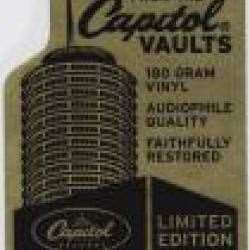 Capitol®
VAULTS
180 GRAM
VINYL
AUDIOPHILE
QUALITY
FAITHFULLY
RESTORED
Capitol
LIMITED
EDITION